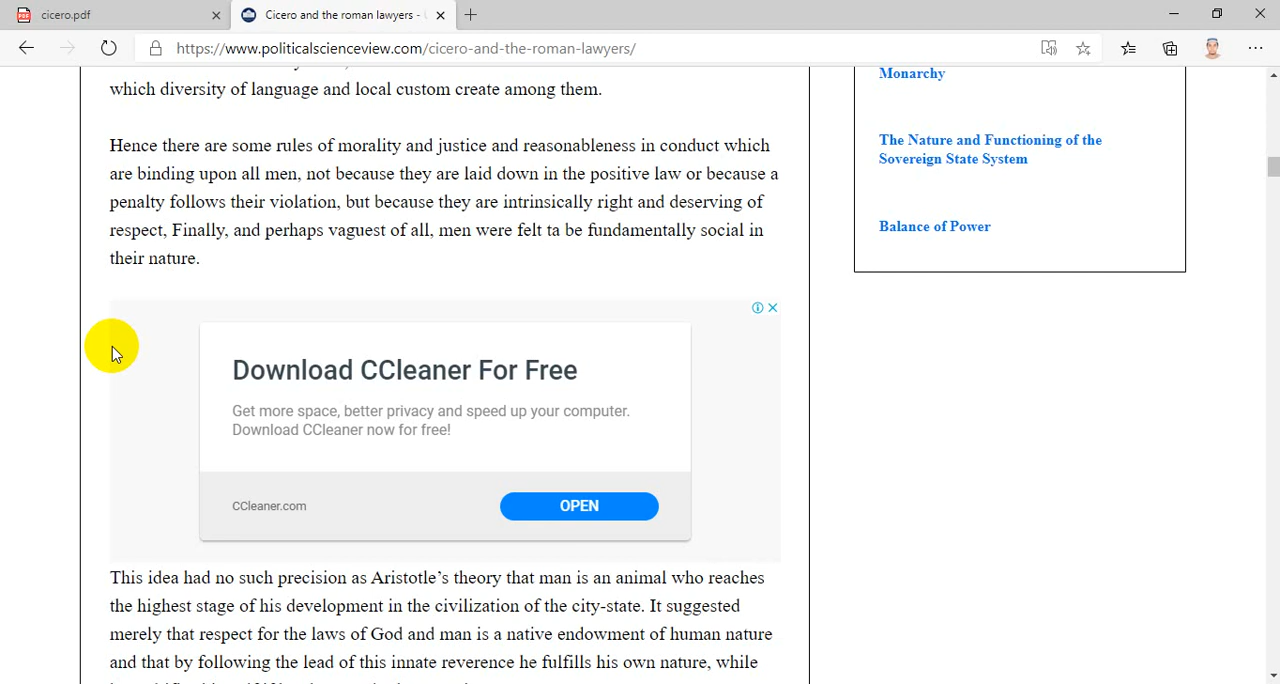 cicero.pdf
Cicero and the roman lawyers -
https://www.politicalscienceview.com/cicero-and-the-roman-lawyers/
which diversity of language and local custom create among them.
Hence there are some rules of morality and justice and reasonableness in conduct which
are binding upon all men, not because they are laid down in the positive law or because a
penalty follows their violation, but because they are intrinsically right and deserving of
respect, Finally, and perhaps vaguest of all, men were felt ta be fundamentally social in
their nature.
Download CCleaner For Free
Get more space, better privacy and speed up your computer.
Download CCleaner now for free!
CCleaner.com
OPEN
This idea had no such precision as Aristotle’s theory that man is an animal who reaches
the highest stage of his development in the civilization of the city-state. It suggested
merely that respect for the laws of God and man is a native endowment of human nature
and that by following the lead of this innate reverence he fulfills his own nature, while
Monarchy
The Nature and Functioning of the
Sovereign State System
Balance of Power